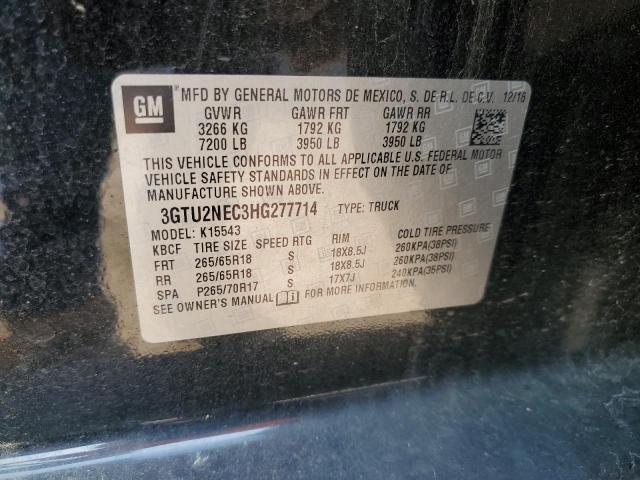 GM
MFD BY GENERAL MOTORS DE MEXICO, S. DE R.L. DE C.V. 12/16
GVWR GAWR FRT GAWR RR
3266 KG 1792 KG 1792 KG
7200 LB 3950 LB 3950 LB
THIS VEHICLE CONFORMS TO ALL APPLICABLE U.S. FEDERAL MOTOR
VEHICLE SAFETY STANDARDS IN EFFECT ON THE DATE OF
MANUFACTURE SHOWN ABOVE.
3GTU2NEC3HG277714 TYPE: TRUCK
MODEL: K15543
KBCF TIRE SIZE SPEED RTG RIM COLD TIRE PRESSURE
FRT 265/65R18 S 18X8.5J 260KPA(38PSI)
RR 265/65R18 S 18X8.5J 260KPA(38PSI)
SPA P265/70R17 S 17X7J 240KPA(35PSI)
SEE OWNER'S MANUAL FOR MORE INFORMATION.